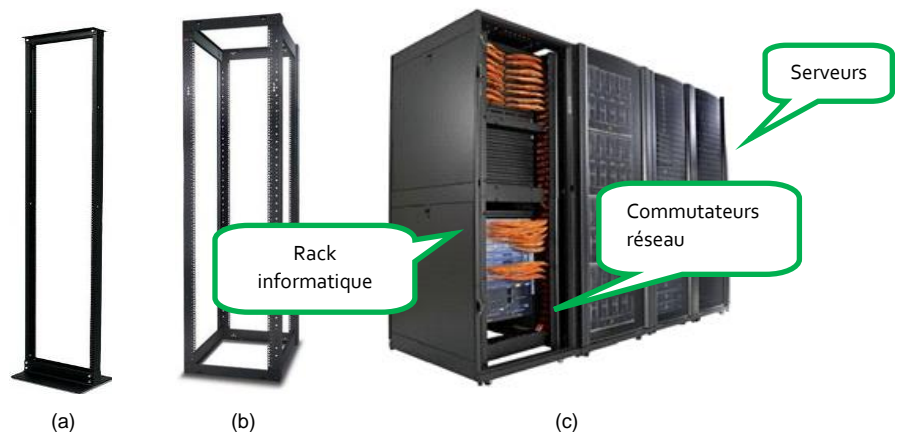 Serveurs
Commutateurs
réseau
Rack
informatique
(a)
(b)
(c)